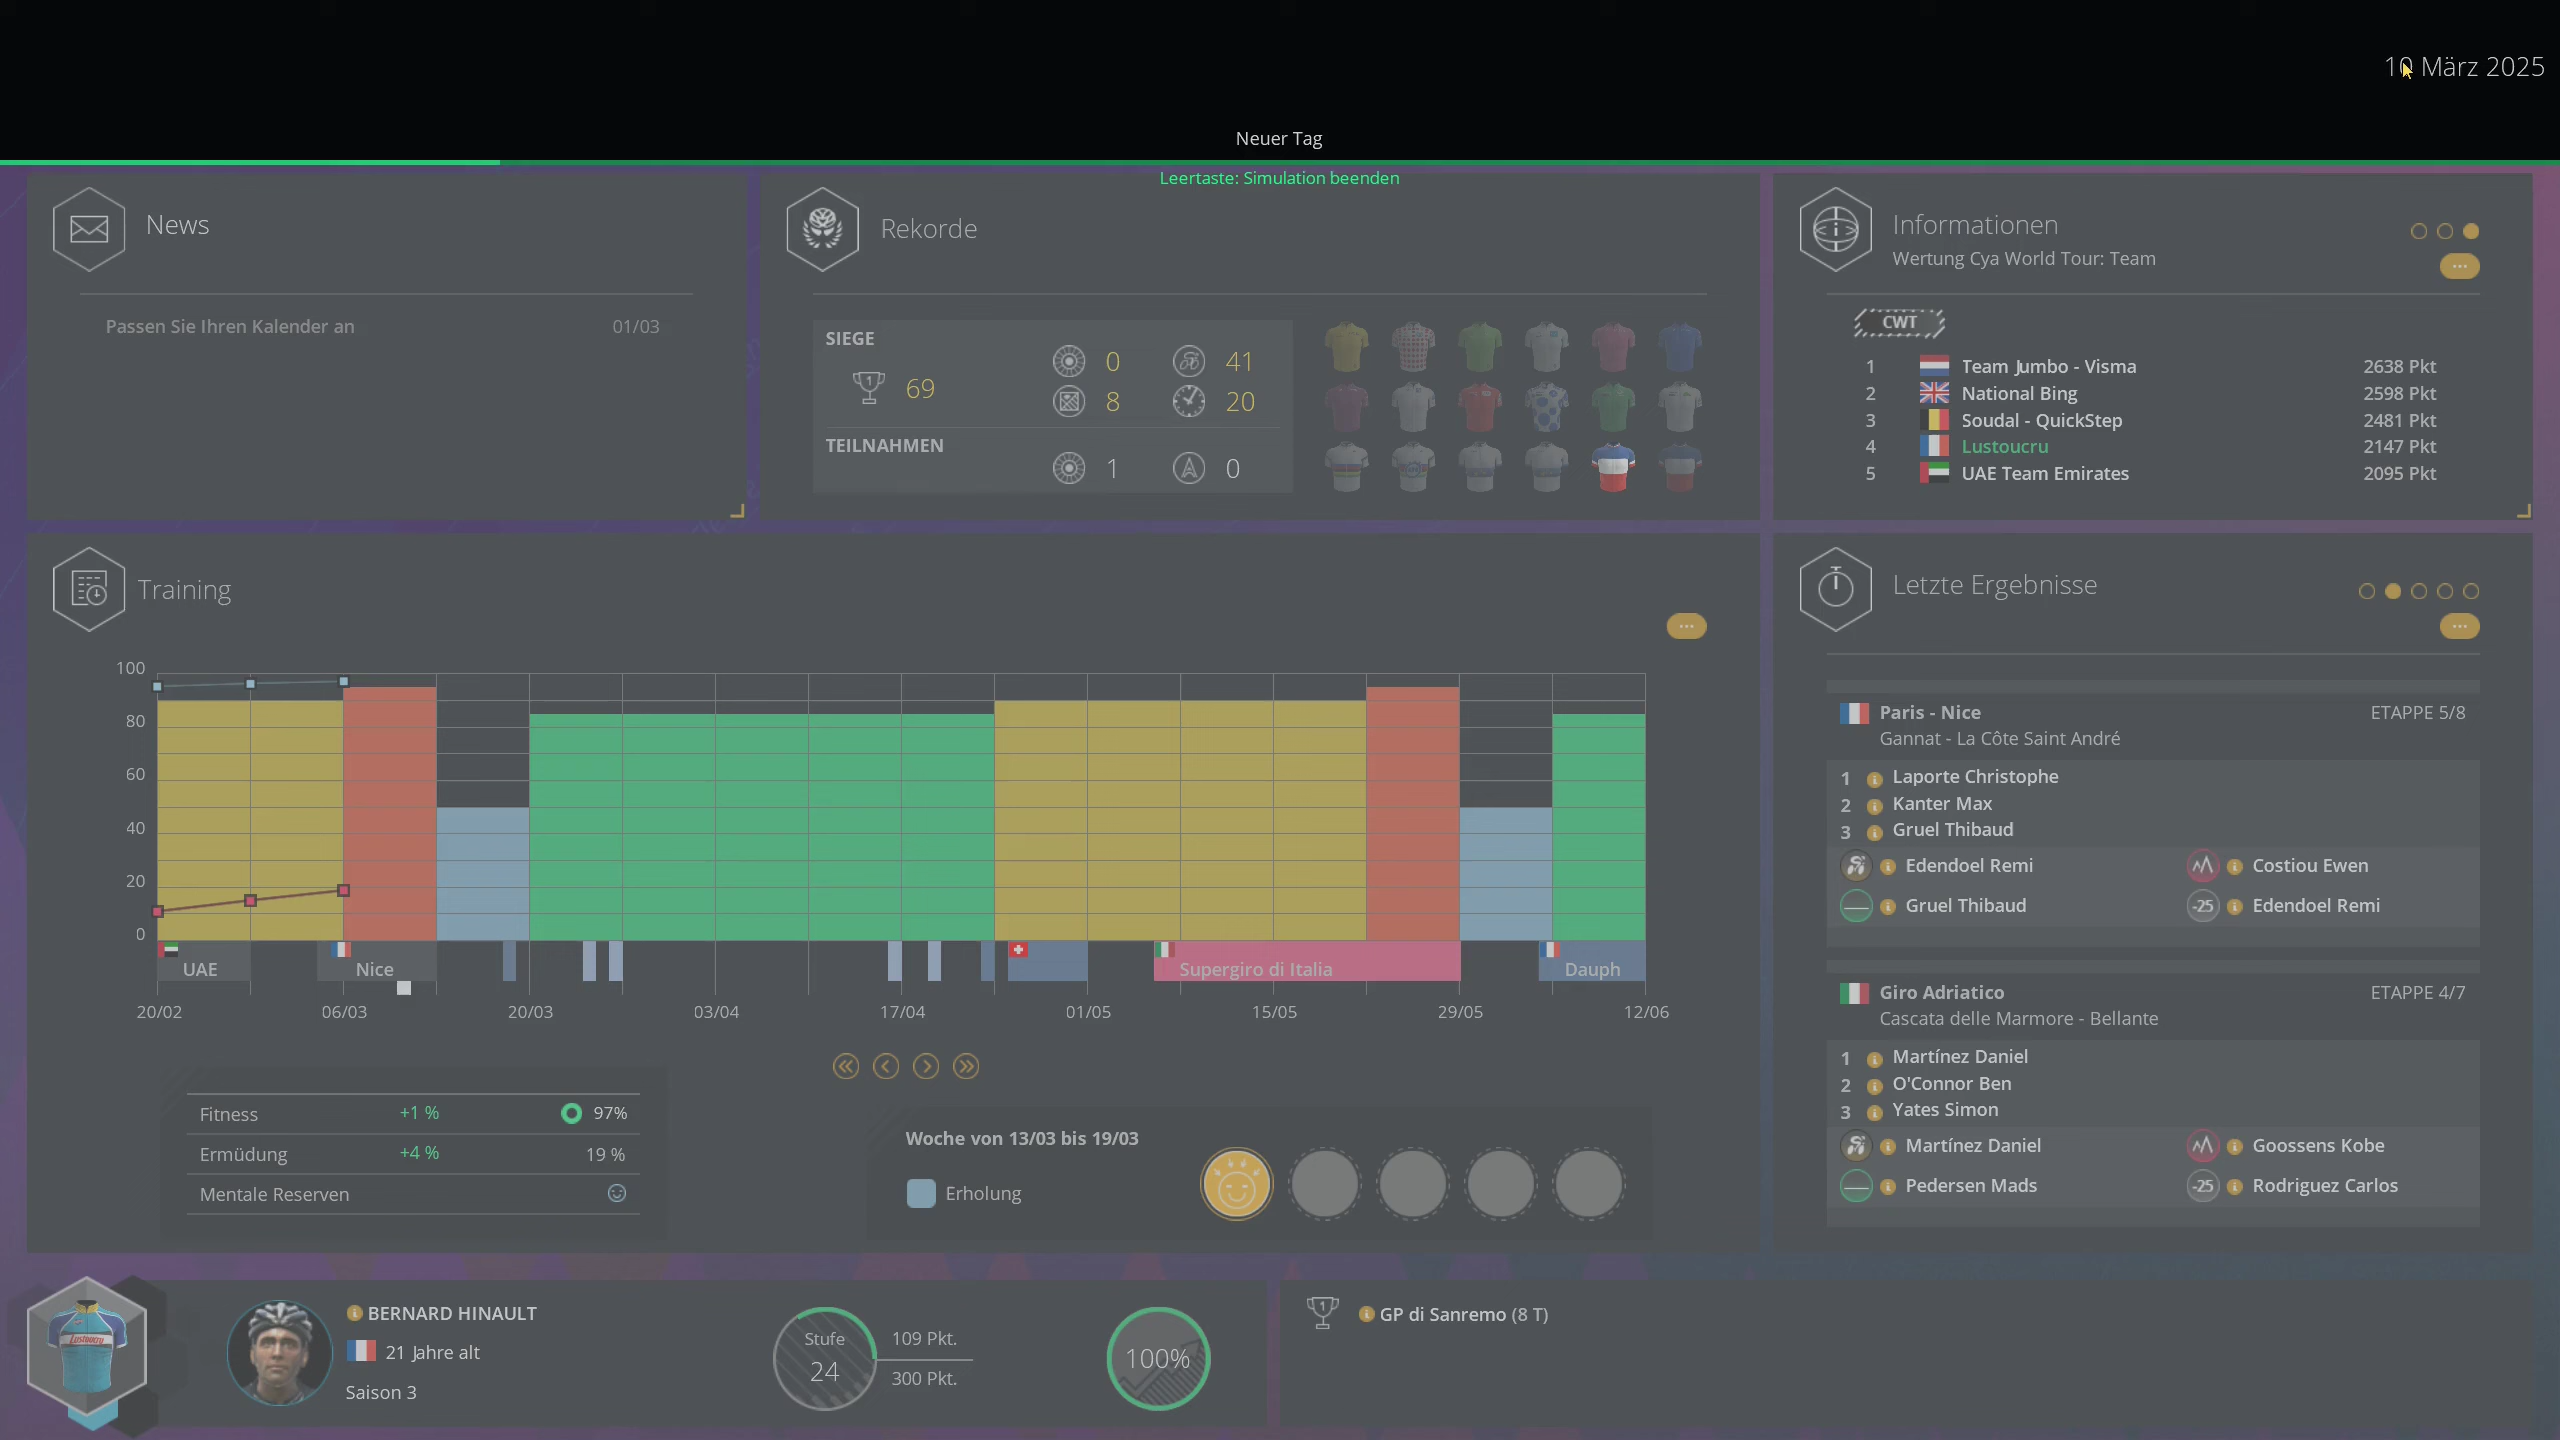 10 März 2025
Neuer Tag
Leertaste: Simulation beenden
News
Passen Sie Ihren Kalender an 01/03
Rekorde
SIEGE
69
0 41
8 20
TEILNAHMEN
1 0
Informationen
Wertung Cya World Tour: Team
CWT
1 Team Jumbo - Visma 2638 Pkt
2 National Bing 2598 Pkt
3 Soudal - QuickStep 2481 Pkt
4 Lustoucru 2147 Pkt
5 UAE Team Emirates 2095 Pkt
Training
100
80
60
40
20
0
UAE Nice Supergiro di Italia Dauph
20/02 06/03 20/03 03/04 17/04 01/05 15/05 29/05 12/06
Fitness +1 % 97%
Ermüdung +4 % 19 %
Mentale Reserven
Woche von 13/03 bis 19/03
Erholung
Letzte Ergebnisse
Paris - Nice ETAPPE 5/8
Gannat - La Côte Saint André
1 Laporte Christophe
2 Kanter Max
3 Gruel Thibaud
Edendoel Remi Costiou Ewen
Gruel Thibaud -25 Edendoel Remi
Giro Adriatico ETAPPE 4/7
Cascata delle Marmore - Bellante
1 Martínez Daniel
2 O'Connor Ben
3 Yates Simon
Martínez Daniel Goossens Kobe
Pedersen Mads -25 Rodriguez Carlos
Lustucru
BERNARD HINAULT
21 Jahre alt
Saison 3
Stufe
24
109 Pkt.
300 Pkt.
100%
1 GP di Sanremo (8 T)